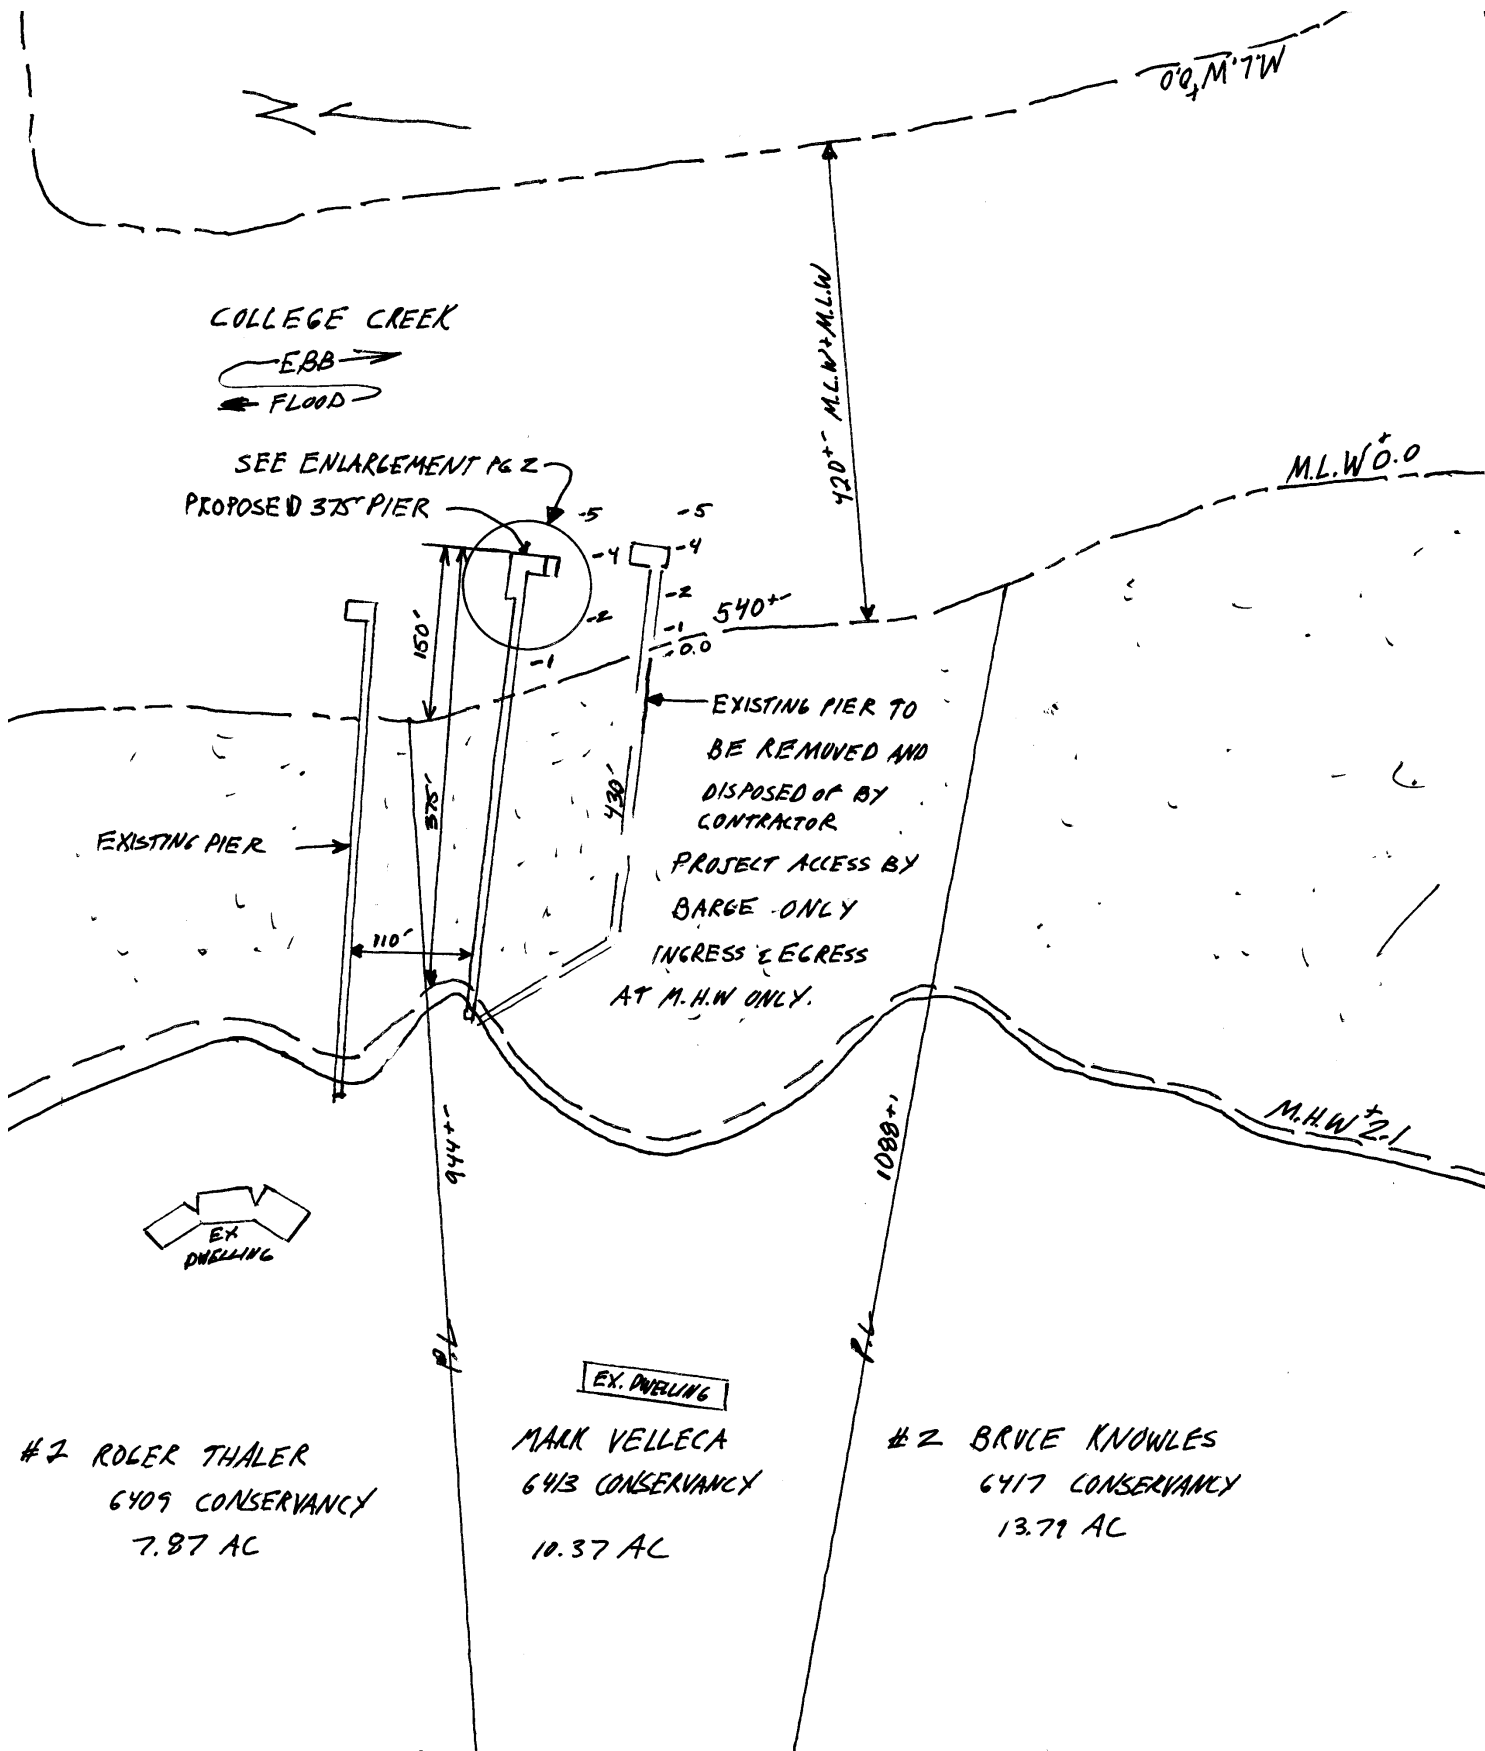 M.L.W ±0.0
N
COLLEGE CREEK
EBB
FLOOD
420+- M.L.W+M.L.W
SEE ENLARGEMENT PG 2
PROPOSED 375' PIER
M.L.W ±0.0
-5
-5
-4
-4
-2
-2
-1
-1
0.0
540+-
150'
375'
430'
EXISTING PIER TO
BE REMOVED AND
DISPOSED OF BY
CONTRACTOR
PROJECT ACCESS BY
BARGE ONLY
INGRESS & EGRESS
AT M.H.W ONLY.
EXISTING PIER
110'
M.H.W ±2.1
944+-
1088+-
EX
DWELLING
P.L
P.L
EX. DWELLING
#1 ROGER THALER
6409 CONSERVANCY
7.87 AC
MARK VELLECA
6413 CONSERVANCY
10.37 AC
#2 BRUCE KNOWLES
6417 CONSERVANCY
13.79 AC